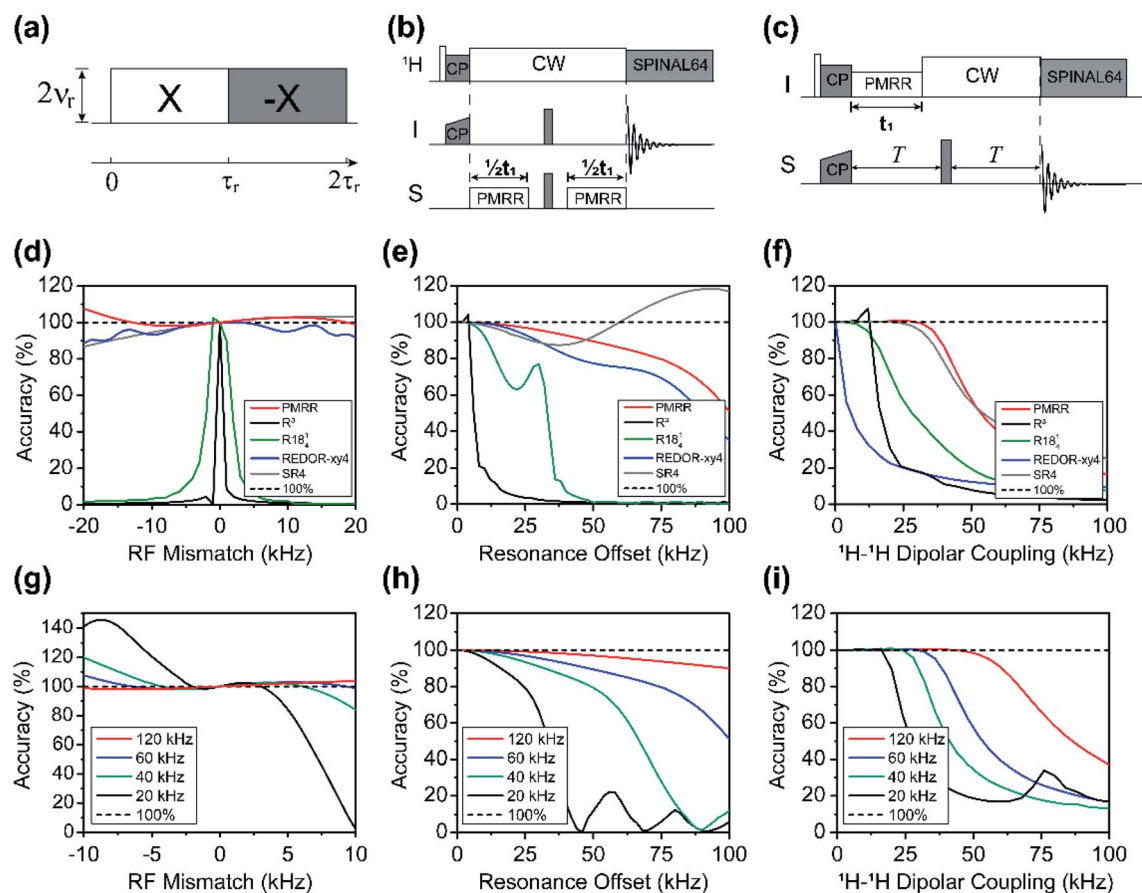 (a)
2νr
X
-X
0
τr
2τr
(b)
¹H
CP
CW
SPINAL64
I
CP
½t₁
½t₁
S
PMRR
PMRR
(c)
I
CP
PMRR
CW
SPINAL64
t₁
S
CP
T
T
(d)
Accuracy (%)
120
100
80
60
40
20
0
PMRR
R³
R18₄¹
REDOR-xy4
SR4
100%
-20
-10
0
10
20
RF Mismatch (kHz)
(e)
Accuracy (%)
120
100
80
60
40
20
0
PMRR
R³
R18₄¹
REDOR-xy4
SR4
100%
0
25
50
75
100
Resonance Offset (kHz)
(f)
Accuracy (%)
120
100
80
60
40
20
0
PMRR
R³
R18₄¹
REDOR-xy4
SR4
100%
0
25
50
75
100
¹H-¹H Dipolar Coupling (kHz)
(g)
Accuracy (%)
140
120
100
80
60
40
20
0
120 kHz
60 kHz
40 kHz
20 kHz
100%
-10
-5
0
5
10
RF Mismatch (kHz)
(h)
Accuracy (%)
120
100
80
60
40
20
0
120 kHz
60 kHz
40 kHz
20 kHz
100%
0
25
50
75
100
Resonance Offset (kHz)
(i)
Accuracy (%)
120
100
80
60
40
20
0
120 kHz
60 kHz
40 kHz
20 kHz
100%
0
25
50
75
100
¹H-¹H Dipolar Coupling (kHz)